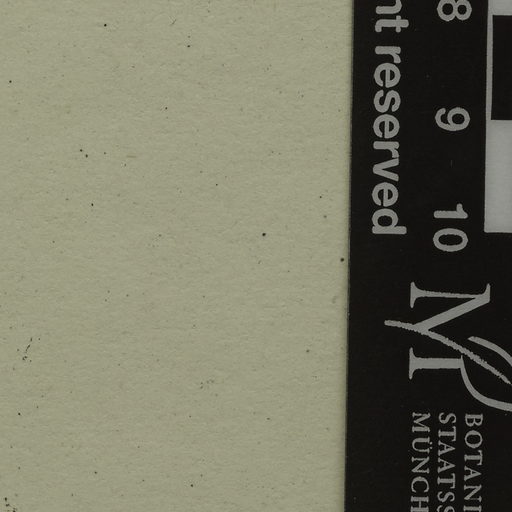 nt reserved
8 9 10
M
BOTANI
STAATSS
MÜNCH